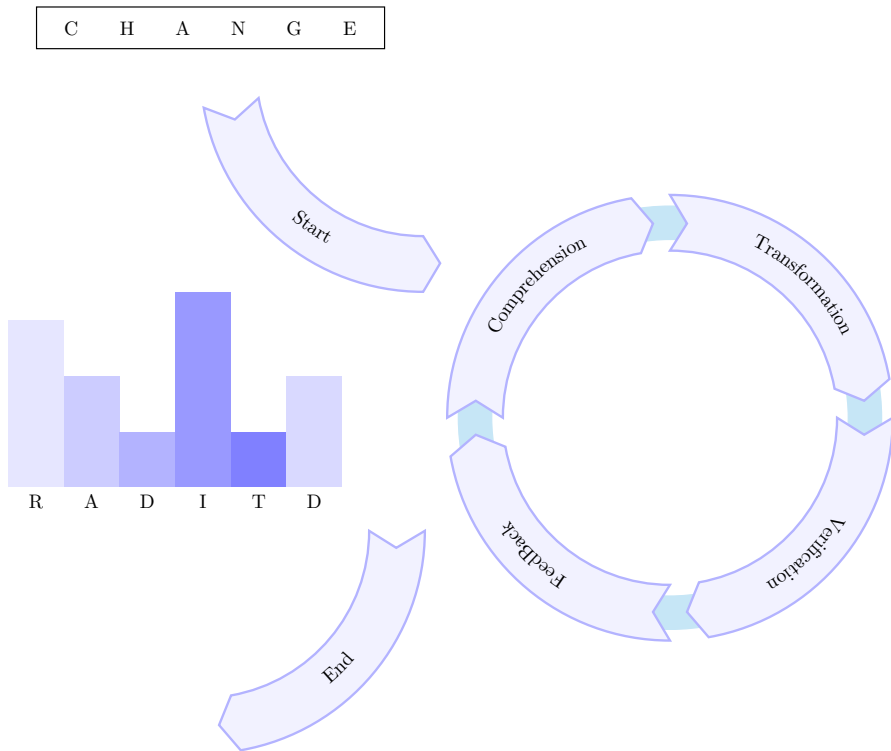 C H A N G E
Start
Comprehension
Transformation
Verification
FeedBack
R A D I T D
End